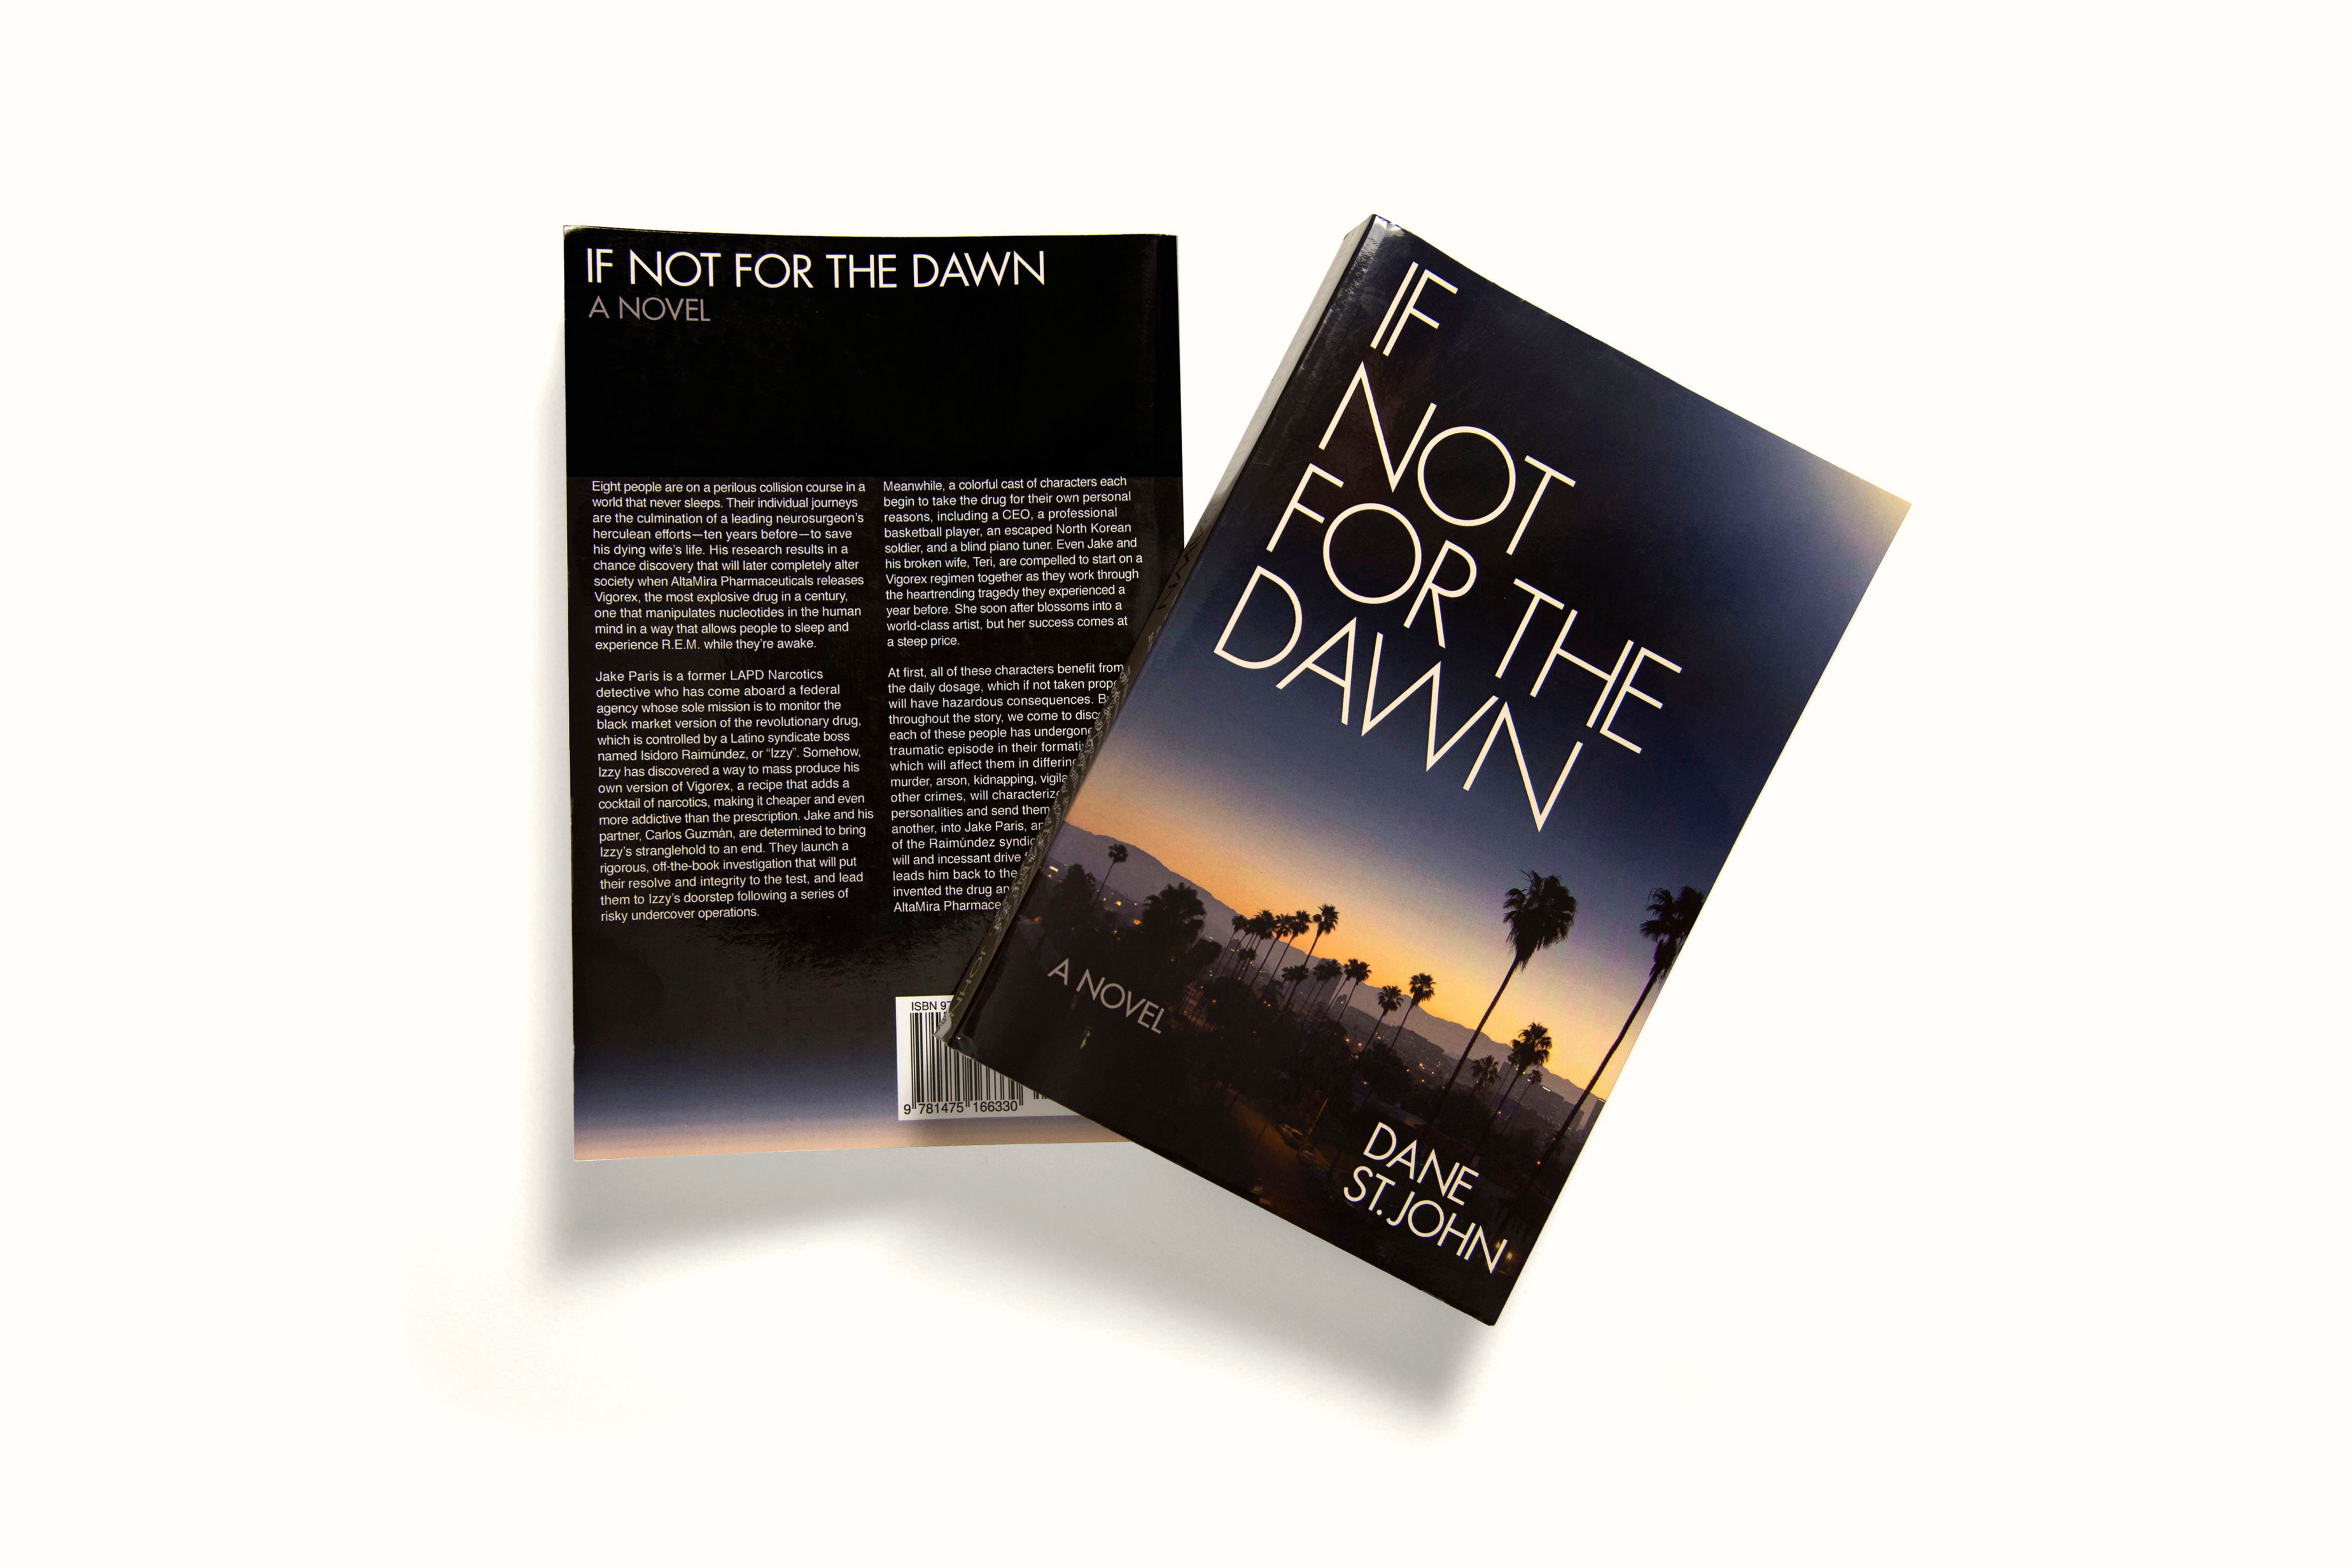 IF NOT FOR THE DAWN
A NOVEL
Eight people are on a perilous collision course in a
world that never sleeps. Their individual journeys
are the culmination of a leading neurosurgeon's
herculean efforts—ten years before—to save
his dying wife's life. His research results in a
chance discovery that will later completely alter
society when AltaMira Pharmaceuticals releases
Vigorex, the most explosive drug in a century,
one that manipulates nucleotides in the human
mind in a way that allows people to sleep and
experience R.E.M. while they're awake.
Jake Paris is a former LAPD Narcotics
detective who has come aboard a federal
agency whose sole mission is to monitor the
black market version of the revolutionary drug,
which is controlled by a Latino syndicate boss
named Isidoro Raimúndez, or “Izzy”. Somehow,
Izzy has discovered a way to mass produce his
own version of Vigorex, a recipe that adds a
cocktail of narcotics, making it cheaper and even
more addictive than the prescription. Jake and his
partner, Carlos Guzmán, are determined to bring
Izzy's stranglehold to an end. They launch a
rigorous, off-the-book investigation that will put
their resolve and integrity to the test, and lead
them to Izzy's doorstep following a series of
risky undercover operations.
Meanwhile, a colorful cast of characters each
begin to take the drug for their own personal
reasons, including a CEO, a professional
basketball player, an escaped North Korean
soldier, and a blind piano tuner. Even Jake and
his broken wife, Teri, are compelled to start on a
Vigorex regimen together as they work through
the heartrending tragedy they experienced a
year before. She soon after blossoms into a
world-class artist, but her success comes at
a steep price.
At first, all of these characters benefit from
the daily dosage, which if not taken
will have hazardous consequences.
throughout the story, we come to
each of these people has
traumatic episode in their
which will affect them in
murder, arson, kidnapping,
other crimes, will
personalities and send them
another, into Jake Paris,
of the Raimúndez
will and incessant drive
leads him back to the
invented the drug
AltaMira
ISBN
9 781475 166330
IF
NOT
FOR THE
DAWN
A NOVEL
DANE
ST. JOHN